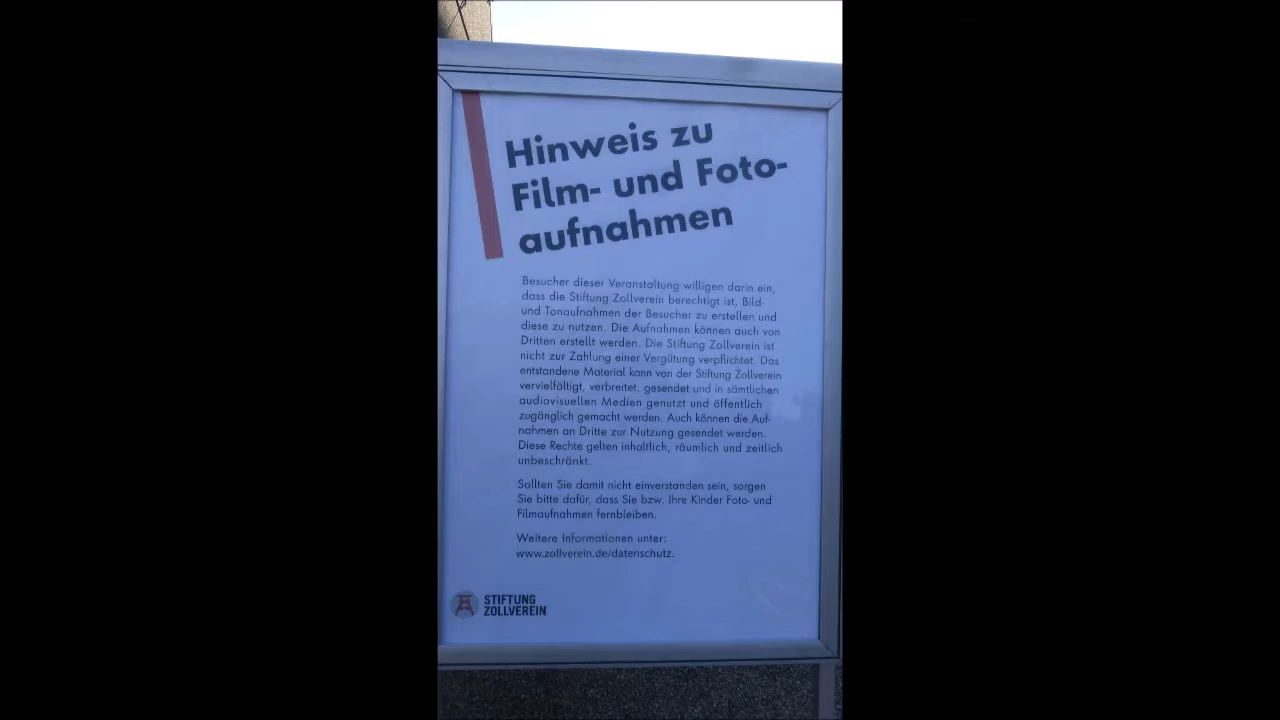 Hinweis zu
Film- und Foto-
aufnahmen
Besucher dieser Veranstaltung willigen darin ein,
dass die Stiftung Zollverein berechtigt ist, Bild-
und Tonaufnahmen der Besucher zu erstellen und
diese zu nutzen. Die Aufnahmen können auch von
Dritten erstellt werden. Die Stiftung Zollverein ist
nicht zur Zahlung einer Vergütung verpflichtet. Das
entstandene Material kann von der Stiftung Zollverein
vervielfältigt, verbreitet, gesendet und in sämtlichen
audiovisuellen Medien genutzt und öffentlich
zugänglich gemacht werden. Auch können die Auf-
nahmen an Dritte zur Nutzung gesendet werden.
Diese Rechte gelten inhaltlich, räumlich und zeitlich
unbeschränkt.
Sollten Sie damit nicht einverstanden sein, sorgen
Sie bitte dafür, dass Sie bzw. Ihre Kinder Foto- und
Filmaufnahmen fernbleiben.
Weitere Informationen unter:
www.zollverein.de/datenschutz.
STIFTUNG
ZOLLVEREIN